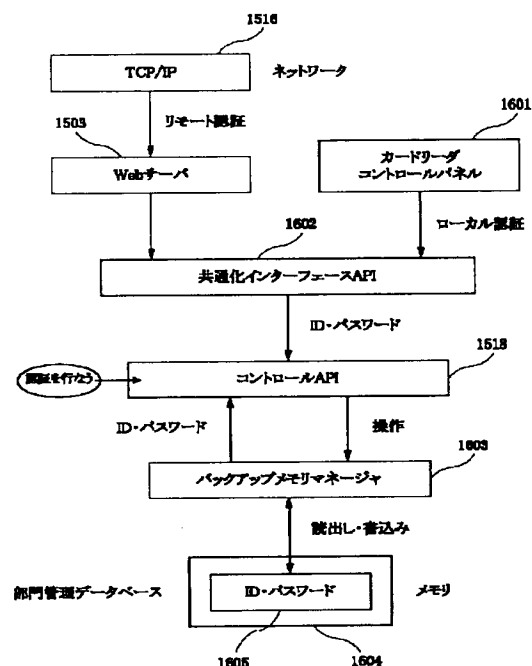 1516
TCP/IP
ネットワーク
リモート認証
1503
1601
Webサーバ
カードリーダ
コントロールパネル
ローカル認証
1602
共通化インターフェースAPI
ID・パスワード
1518
認証を行なう
コントロールAPI
ID・パスワード
操作
1603
バックアップメモリマネージャ
読出し・書込み
部門管理データベース
ID・パスワード
メモリ
1605
1604